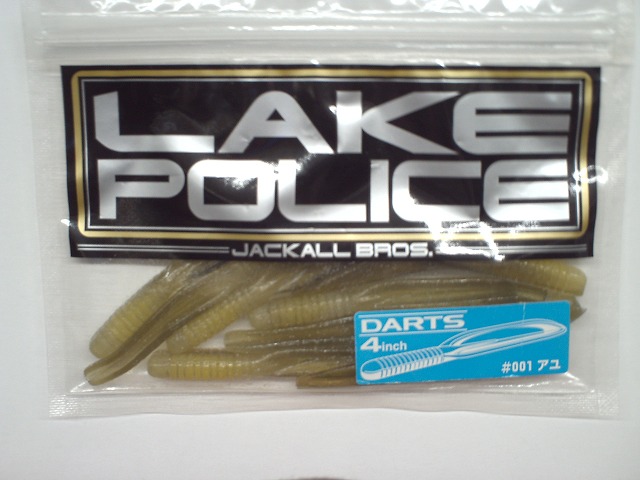 LAKE
POLICE
JACKALL BROS.
DARTS
4inch
#001 アユ